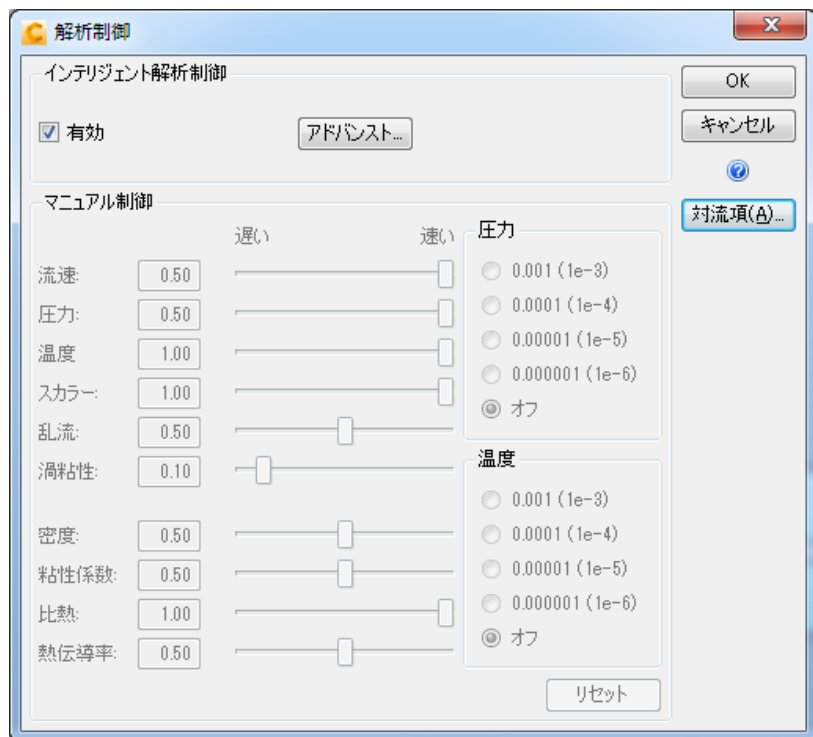 解析制御
インテリジェント解析制御
有効
アドバンスト...
OK
キャンセル
対流項(A)...
マニュアル制御
遅い 速い
流速: 0.50
圧力: 0.50
温度 1.00
スカラー: 1.00
乱流: 0.50
渦粘性: 0.10
密度: 0.50
粘性係数: 0.50
比熱: 1.00
熱伝導率: 0.50
圧力
0.001 (1e-3)
0.0001 (1e-4)
0.00001 (1e-5)
0.000001 (1e-6)
オフ
温度
0.001 (1e-3)
0.0001 (1e-4)
0.00001 (1e-5)
0.000001 (1e-6)
オフ
リセット